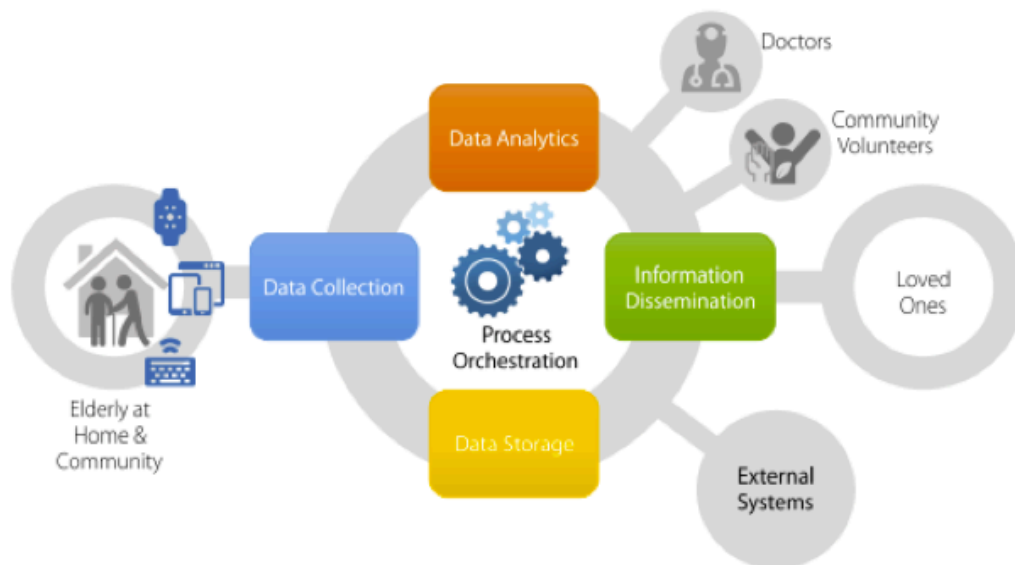 Doctors
Community
Volunteers
Data Analytics
Data Collection
Process
Orchestration
Information
Dissemination
Loved
Ones
Elderly at
Home &
Community
Data Storage
External
Systems